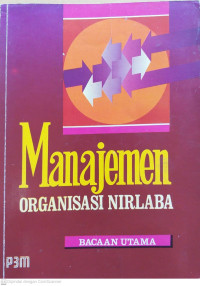 Manajemen
ORGANISASI NIRLABA
BACAAN UTAMA
P3M